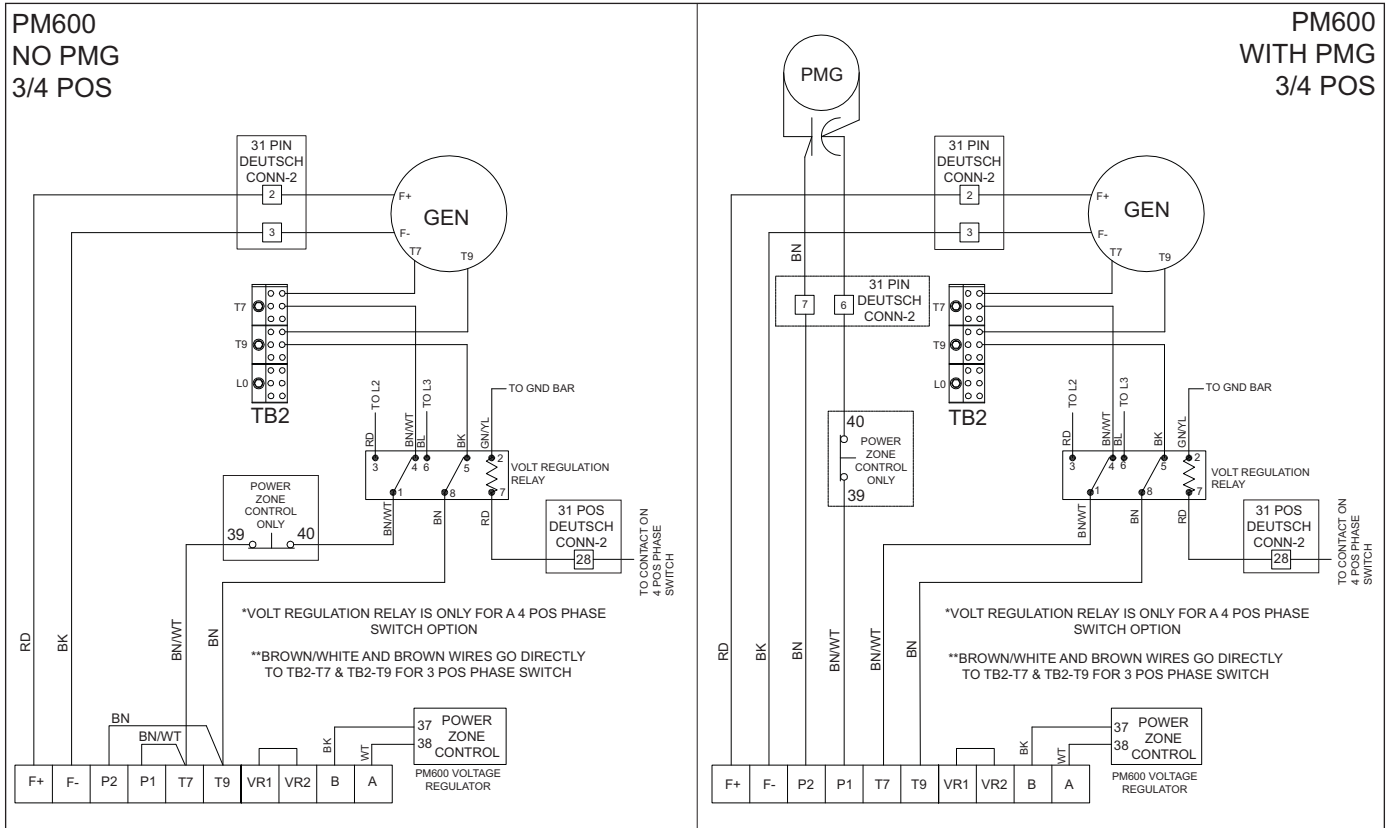 PM600
NO PMG
3/4 POS
31 PIN
DEUTSCH
CONN-2
2
3
F+
F-
GEN
T7
T9
T7
T9
L0
TB2
TO L2
TO L3
TO GND BAR
RD
BN/WT
BL
BK
GN/YL
3
4
6
5
2
1
8
7
VOLT REGULATION
RELAY
POWER
ZONE
CONTROL
ONLY
39
40
BN/WT
BN
RD
31 POS
DEUTSCH
CONN-2
28
TO CONTACT ON
4 POS PHASE
SWITCH
*VOLT REGULATION RELAY IS ONLY FOR A 4 POS PHASE
SWITCH OPTION
**BROWN/WHITE AND BROWN WIRES GO DIRECTLY
TO TB2-T7 & TB2-T9 FOR 3 POS PHASE SWITCH
RD
BK
BN/WT
BN
BN
BN/WT
BK
WT
37
38
POWER
ZONE
CONTROL
PM600 VOLTAGE
REGULATOR
F+
F-
P2
P1
T7
T9
VR1
VR2
B
A
PM600
WITH PMG
3/4 POS
PMG
31 PIN
DEUTSCH
CONN-2
2
3
F+
F-
GEN
T7
T9
BN
7
6
31 PIN
DEUTSCH
CONN-2
T7
T9
L0
TB2
TO L2
TO L3
TO GND BAR
RD
BN/WT
BL
BK
GN/YL
3
4
6
5
2
1
8
7
VOLT REGULATION
RELAY
40
POWER
ZONE
CONTROL
ONLY
39
BN/WT
BN
RD
31 POS
DEUTSCH
CONN-2
28
TO CONTACT ON
4 POS PHASE
SWITCH
*VOLT REGULATION RELAY IS ONLY FOR A 4 POS PHASE
SWITCH OPTION
**BROWN/WHITE AND BROWN WIRES GO DIRECTLY
TO TB2-T7 & TB2-T9 FOR 3 POS PHASE SWITCH
RD
BK
BN
BN/WT
BN/WT
BN
BK
WT
37
38
POWER
ZONE
CONTROL
PM600 VOLTAGE
REGULATOR
F+
F-
P2
P1
T7
T9
VR1
VR2
B
A